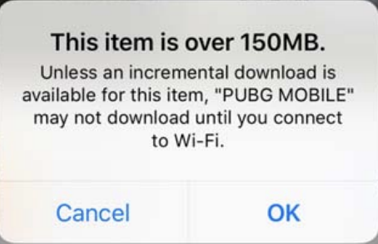 This item is over 150MB.
Unless an incremental download is
available for this item, "PUBG MOBILE"
may not download until you connect
to Wi-Fi.
Cancel OK